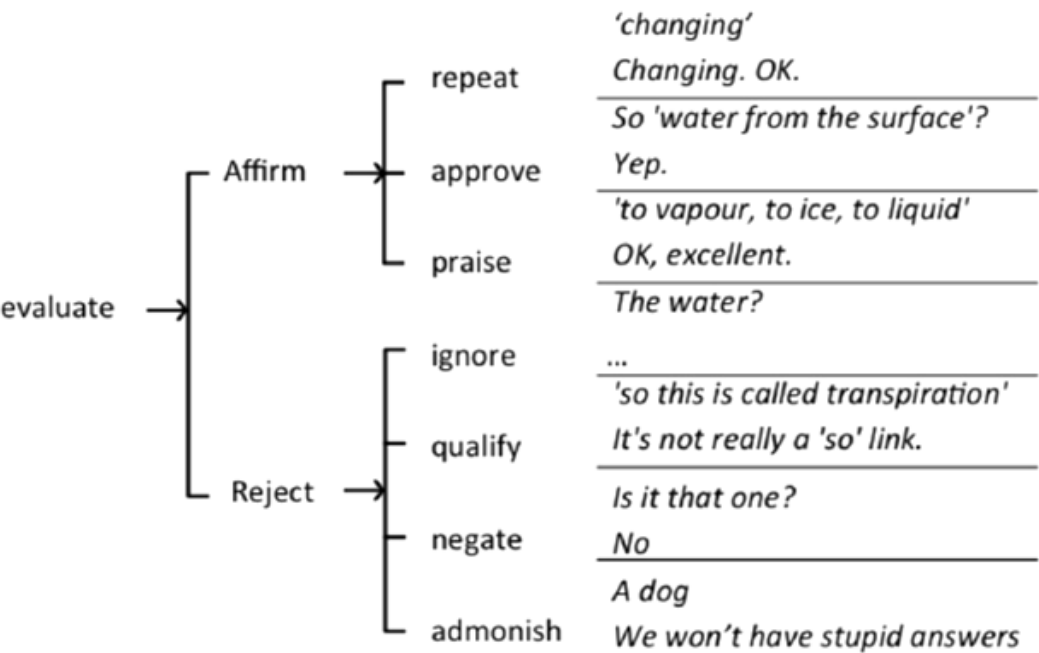 ‘changing’
repeat
Changing. OK.
So 'water from the surface'?
Affirm
approve
Yep.
'to vapour, to ice, to liquid'
praise
OK, excellent.
evaluate
The water?
ignore
...
'so this is called transpiration'
qualify
It's not really a 'so' link.
Reject
Is it that one?
negate
No
A dog
admonish
We won’t have stupid answers